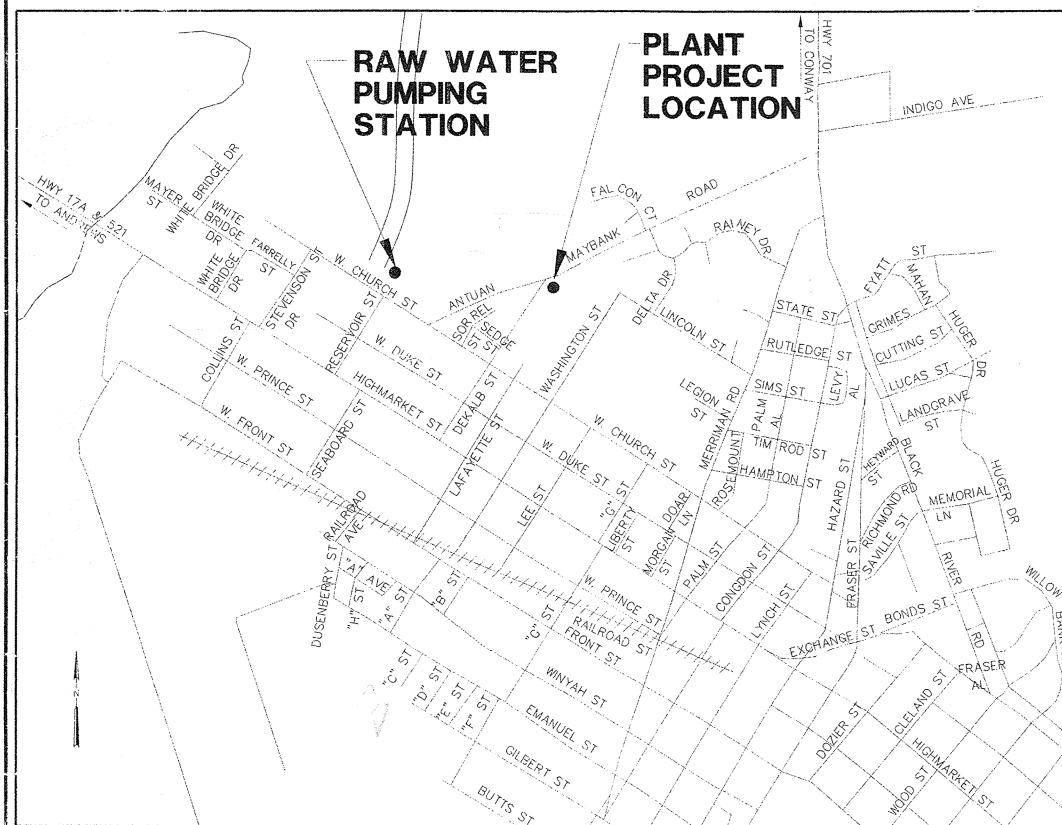 RAW WATER
PUMPING
STATION
PLANT
PROJECT
LOCATION
HWY 701
TO CONWAY
INDIGO AVE
HWY 17A & 521
TO ANDREWS
MAYER
ST
WHITE BRIDGE DR
WHITE
BRIDGE
DR
WHITE
BRIDGE
DR
FARRELLY
ST
STEVENSON ST
DR
W. CHURCH ST
RESERVOIR ST
COLLINS ST
ANTUAN
MAYBANK
ROAD
FALCON CT
RAINEY DR
DELTA DR
SORREL
ST
SEDGE
ST
WASHINGTON ST
LINCOLN ST
STATE ST
RUTLEDGE ST
SIMS ST
LEVY
AL
PALM
AL
TIM ROD ST
HAMPTON ST
LEGION
ST
MERRIMAN RD
ROSEMOUNT
FYATT
ST
MAHAN
GRIMES
CUTTING ST
LUCAS ST
LANDGRAVE
ST
HUGER
DR
HEYWARD
ST
BLACK
RIVER
RD
RICHMOND RD
SAVILLE ST
MEMORIAL
LN
HUGER DR
WILLOW
HAZARD ST
FRASER ST
W. DUKE ST
HIGHMARKET ST
W. PRINCE ST
W. FRONT ST
SEABOARD ST
DEKALB ST
LAFAYETTE ST
LEE ST
W. DUKE ST
W. CHURCH ST
"G" ST
LIBERTY
ST
MORGAN
ST
DOAR
LN
PALM ST
CONGDON ST
LYNCH ST
EXCHANGE ST
BONDS ST
FRASER
AL
W. PRINCE ST
RAILROAD ST
FRONT ST
RAILROAD
AVE
DUSENBERRY ST
"A" AVE
"H" ST
"A" ST
"B" ST
"C" ST
"C" ST
"D" ST
"E" ST
"F" ST
WINYAH ST
EMANUEL ST
GILBERT ST
BUTTS ST
DOZIER ST
CLELAND ST
HIGHMARKET ST
WOOD ST